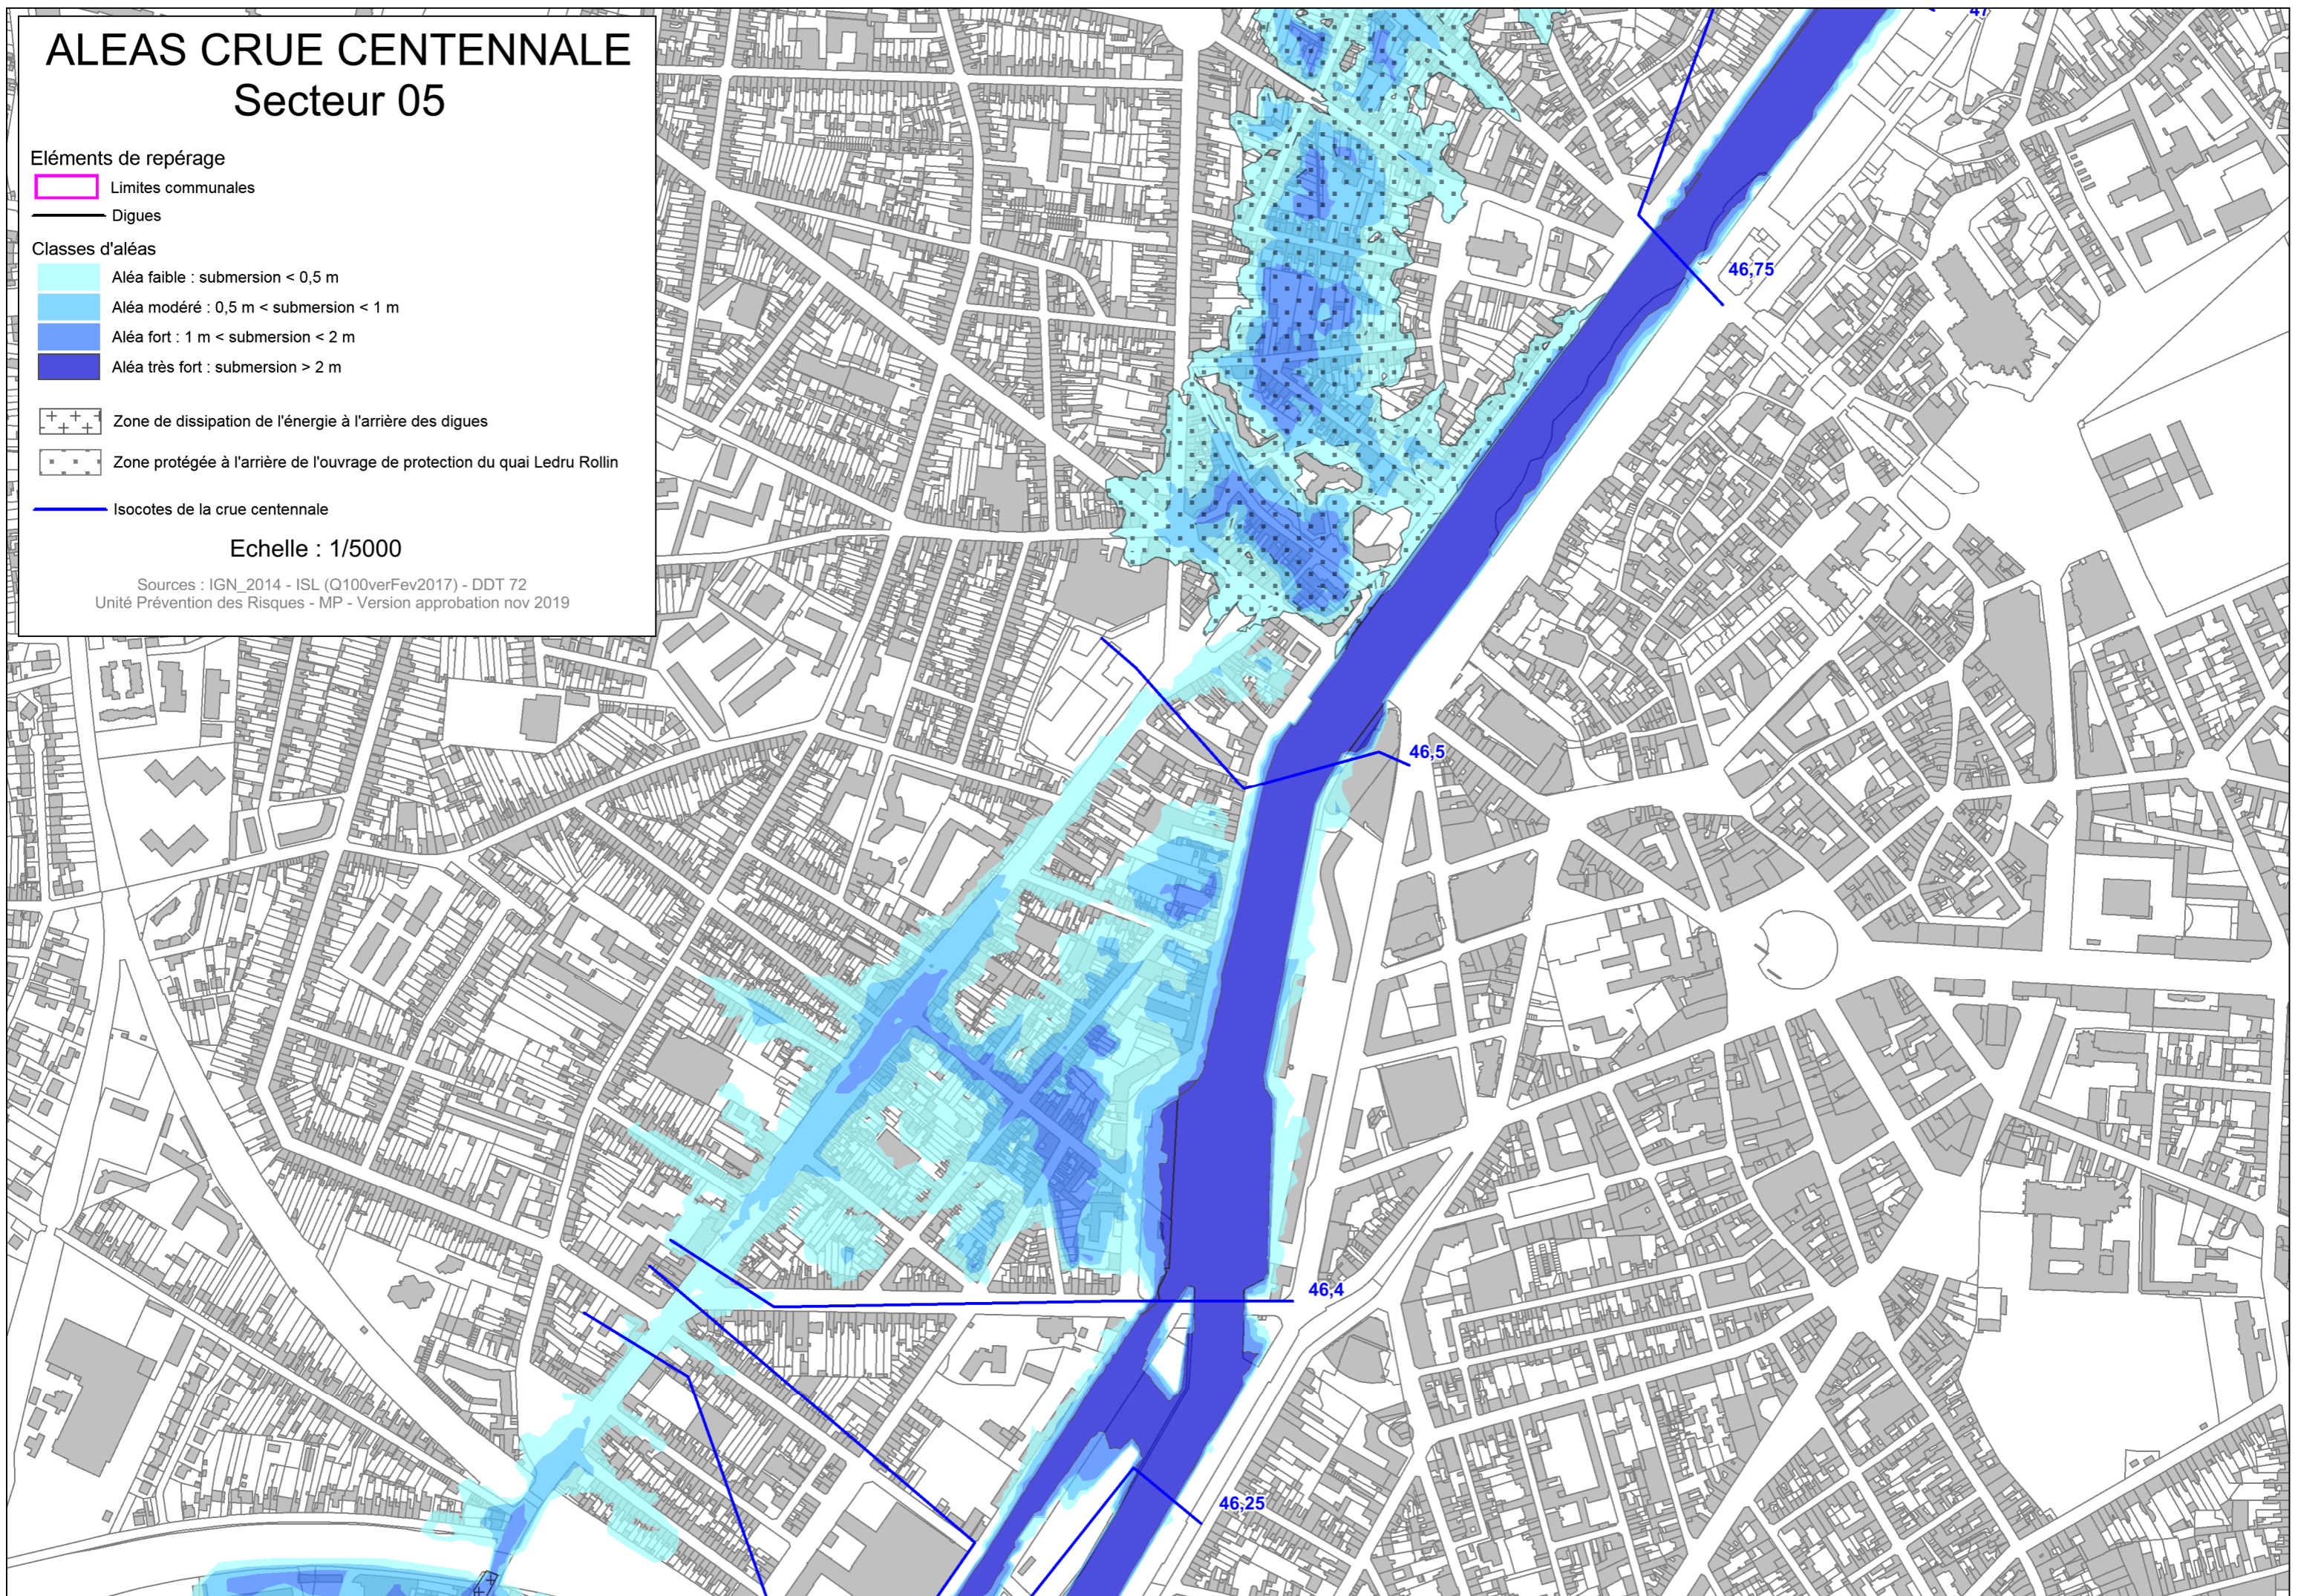 ALEAS CRUE CENTENNALE
Secteur 05
Eléments de repérage
Limites communales
Digues
Classes d'aléas
Aléa faible : submersion < 0,5 m
Aléa modéré : 0,5 m < submersion < 1 m
Aléa fort : 1 m < submersion < 2 m
Aléa très fort : submersion > 2 m
Zone de dissipation de l'énergie à l'arrière des digues
Zone protégée à l'arrière de l'ouvrage de protection du quai Ledru Rollin
Isocotes de la crue centennale
Echelle : 1/5000
Sources : IGN_2014 - ISL (Q100verFev2017) - DDT 72
Unité Prévention des Risques - MP - Version approbation nov 2019
47
46,75
46,5
46,4
46,25